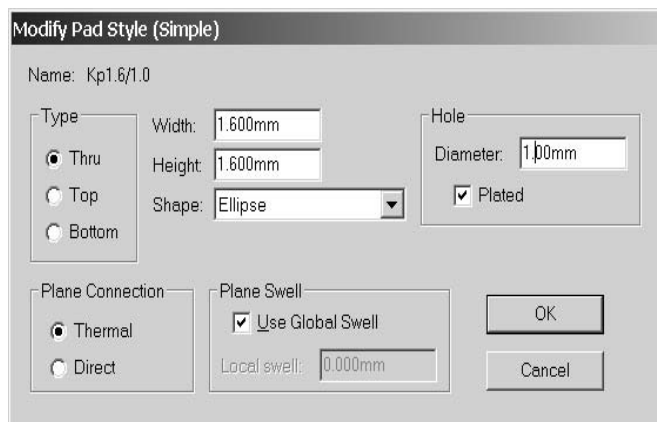 Modify Pad Style (Simple)
Name: Kp1.6/1.0
Type
Thru
Top
Bottom
Width: 1.600mm
Height: 1.600mm
Shape: Ellipse
Hole
Diameter: 1.00mm
Plated
Plane Connection
Thermal
Direct
Plane Swell
Use Global Swell
Local swell: 0.000mm
OK
Cancel